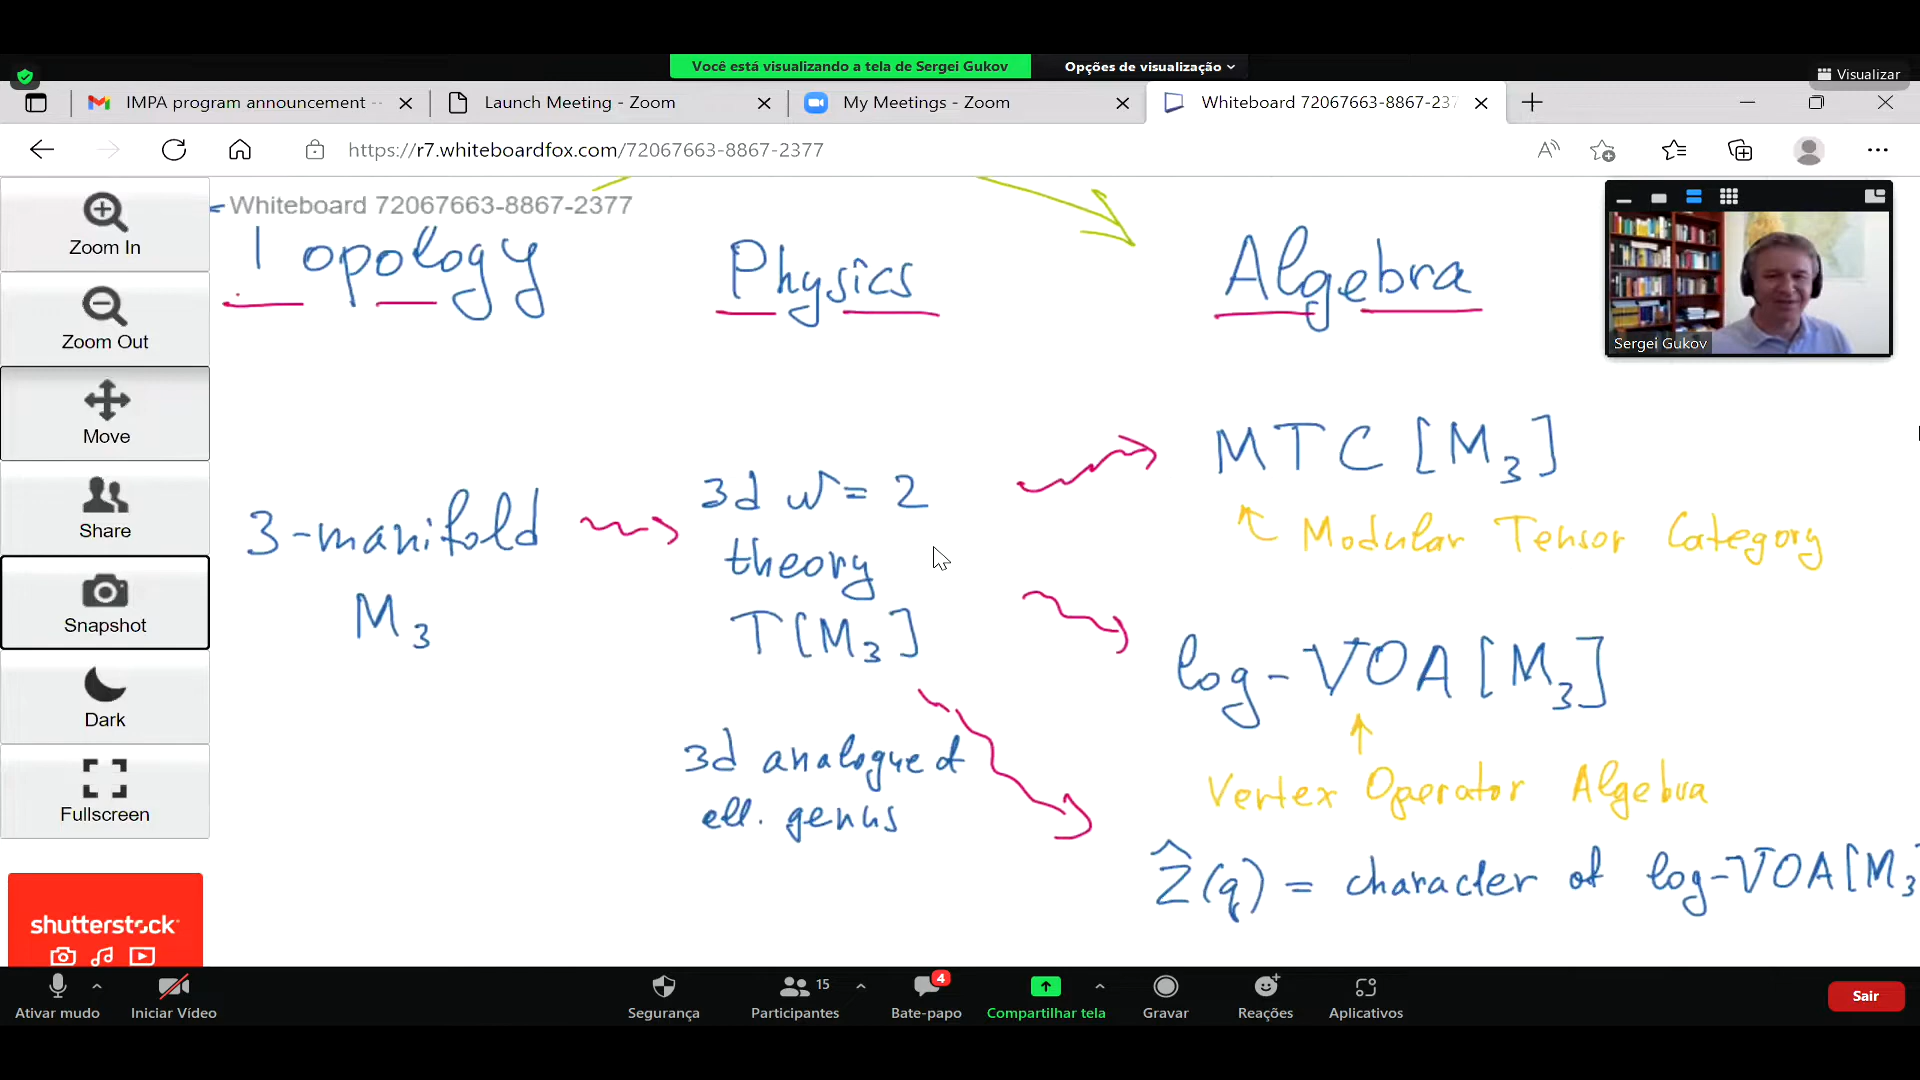 Você está visualizando a tela de Sergei Gukov
Opções de visualização
Visualizar
IMPA program announcement
Launch Meeting - Zoom
My Meetings - Zoom
Whiteboard 72067663-8867-237
https://r7.whiteboardfox.com/72067663-8867-2377
Whiteboard 72067663-8867-2377
Zoom In
Zoom Out
Move
Share
Snapshot
Dark
Fullscreen
shutterstock
Topology
Physics
Algebra
Sergei Gukov
3-manifold
M₃
3d N = 2
theory
T[M₃]
3d analogue of
ell. genus
MTC[M₃]
Modular Tensor Category
log-VOA[M₃]
Vertex Operator Algebra
Ẑ(q) = character of log-VOA[M₃
Ativar mudo
Iniciar Vídeo
Segurança
Participantes
15
Bate-papo
4
Compartilhar tela
Gravar
Reações
Aplicativos
Sair